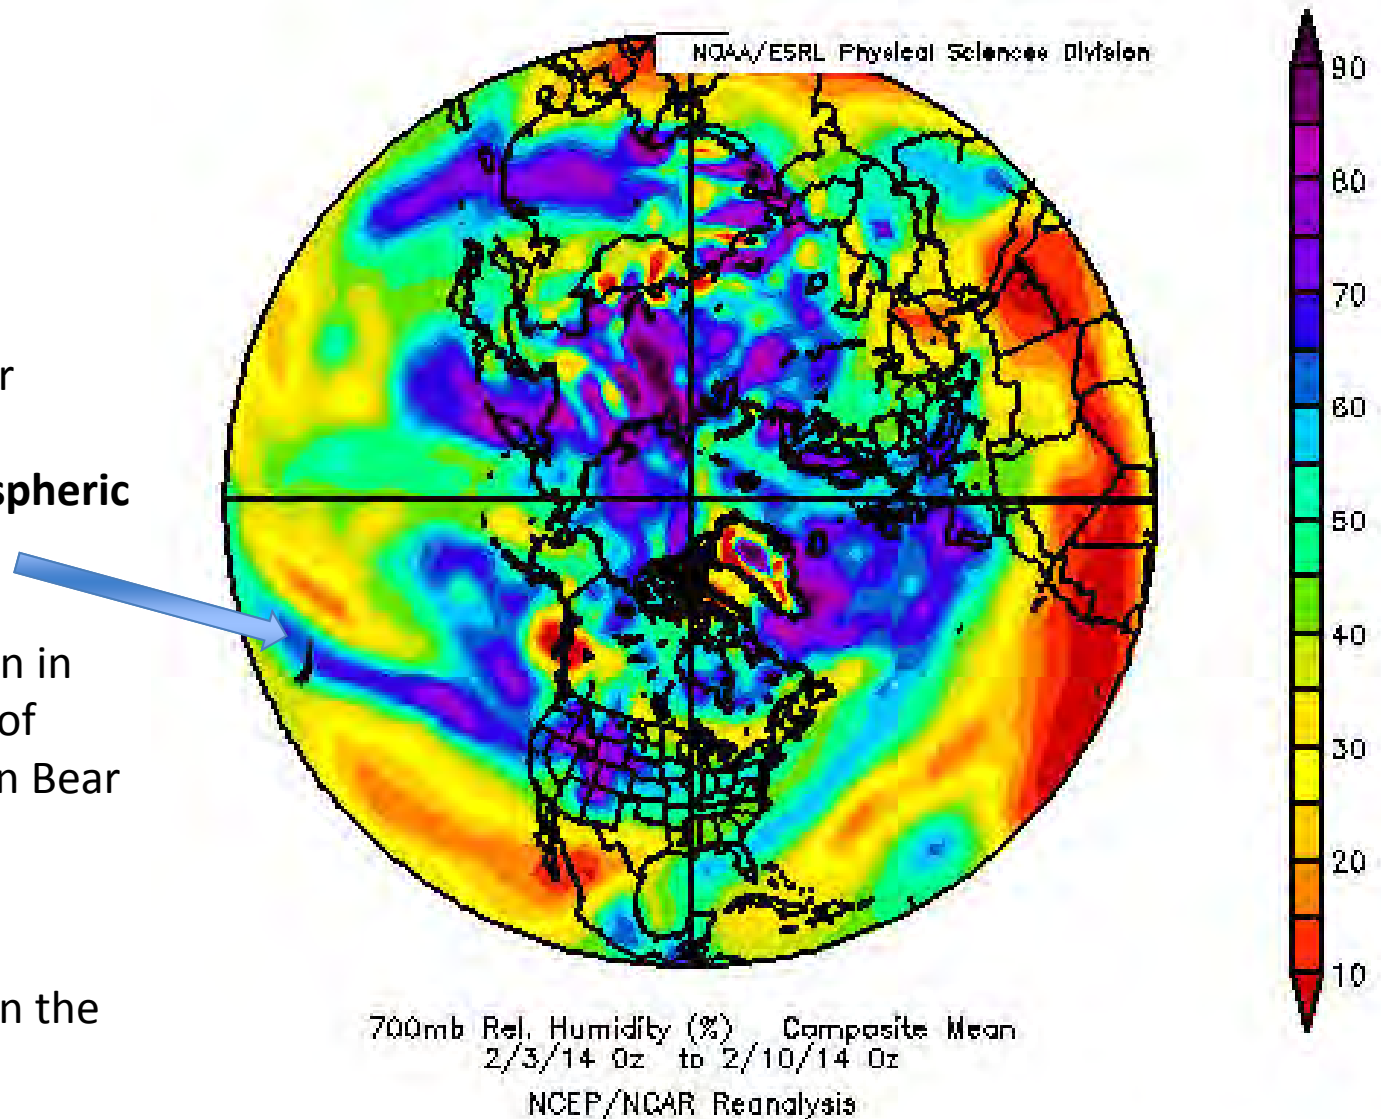 NOAA/ESRL Physical Sciences Division
90
80
70
60
50
40
30
20
10
r
spheric
n in
of
n Bear
n the
700mb Rel. Humidity (%) Composite Mean
2/3/14 0z to 2/10/14 0z
NCEP/NCAR Reanalysis